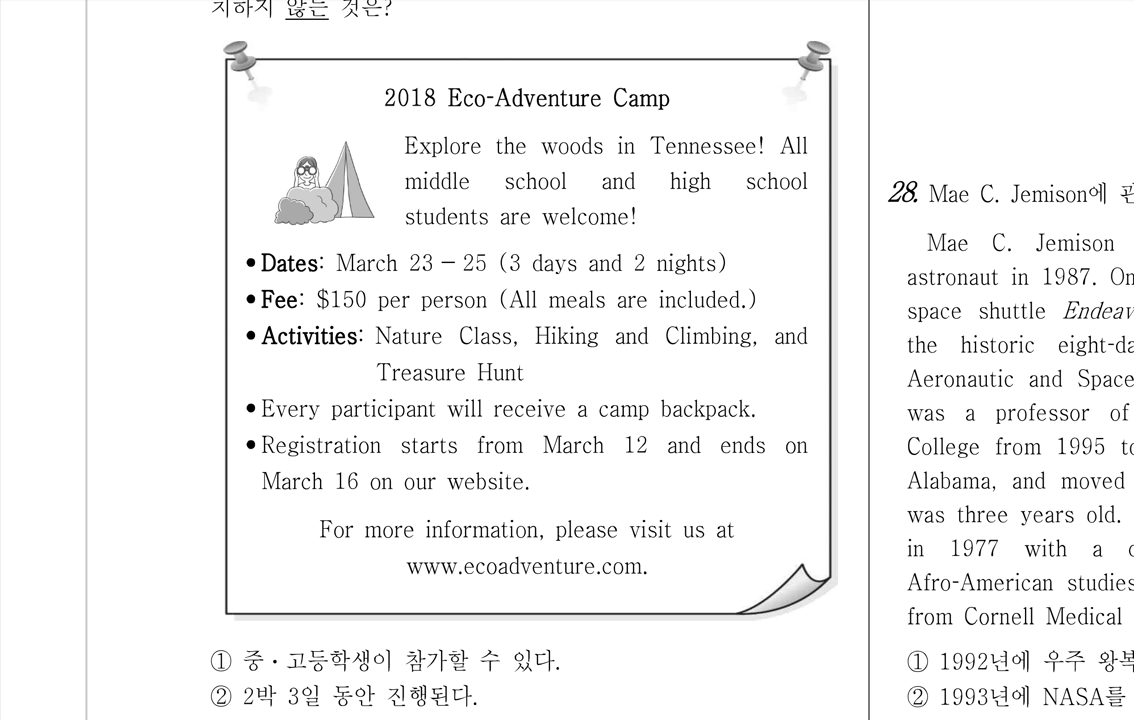 치하지 않는 것은?
2018 Eco-Adventure Camp
Explore the woods in Tennessee! All
middle school and high school
students are welcome!
• Dates: March 23 - 25 (3 days and 2 nights)
• Fee: $150 per person (All meals are included.)
• Activities: Nature Class, Hiking and Climbing, and
Treasure Hunt
• Every participant will receive a camp backpack.
• Registration starts from March 12 and ends on
March 16 on our website.
For more information, please visit us at
www.ecoadventure.com.
① 중 · 고등학생이 참가할 수 있다.
② 2박 3일 동안 진행된다.
28. Mae C. Jemison에
Mae C. Jemison
astronaut in 1987. On
space shuttle Endeav
the historic eight-da
Aeronautic and Space
was a professor of
College from 1995 to
Alabama, and moved
was three years old.
in 1977 with a
Afro-American studies
from Cornell Medical
① 1992년에 우주 왕복
② 1993년에 NASA를